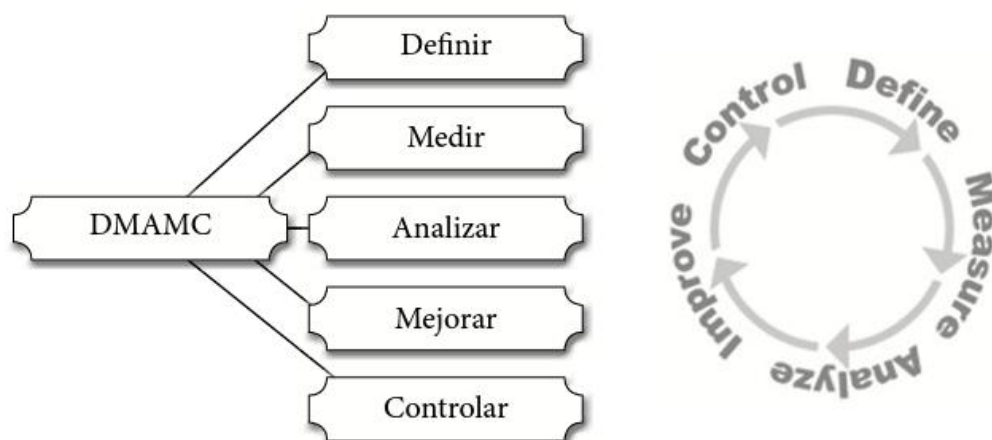 Definir
Medir
DMAMC
Analizar
Mejorar
Controlar
Define
Measure
Analyze
Improve
Control